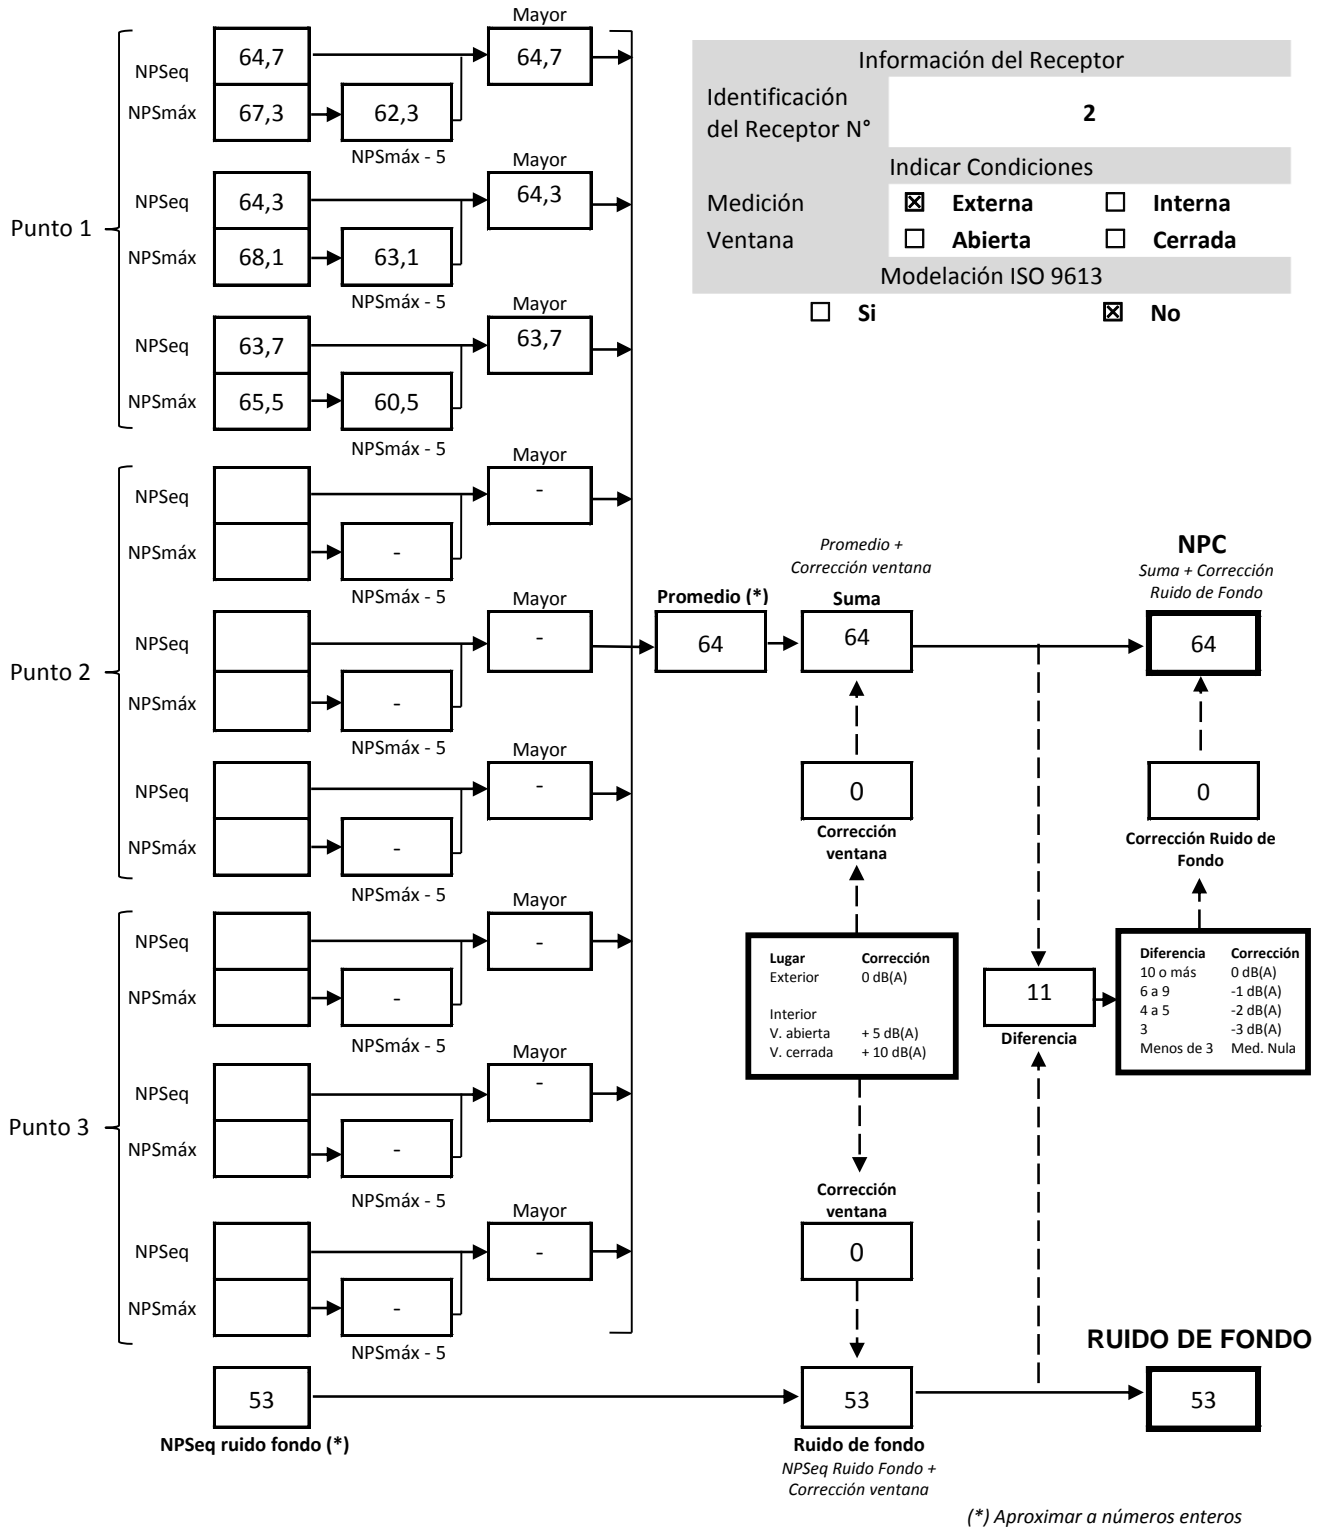 Información del Receptor
Identificación del Receptor N°
2
Indicar Condiciones
Medición
☒ Externa
☐ Interna
Ventana
☐ Abierta
☐ Cerrada
Modelación ISO 9613
☐ Si
☒ No
Punto 1
Mayor
NPSeq
64,7
64,7
NPSmáx
67,3
62,3
NPSmáx - 5
Mayor
NPSeq
64,3
64,3
NPSmáx
68,1
63,1
NPSmáx - 5
Mayor
NPSeq
63,7
63,7
NPSmáx
65,5
60,5
NPSmáx - 5
Punto 2
Mayor
NPSeq
-
NPSmáx
-
NPSmáx - 5
Mayor
NPSeq
-
NPSmáx
-
NPSmáx - 5
Mayor
NPSeq
-
NPSmáx
-
NPSmáx - 5
Punto 3
Mayor
NPSeq
-
NPSmáx
-
NPSmáx - 5
Mayor
NPSeq
-
NPSmáx
-
NPSmáx - 5
Mayor
NPSeq
-
NPSmáx
-
NPSmáx - 5
Promedio (*)
64
Promedio +
Corrección ventana
Suma
64
0
Corrección
ventana
Lugar Corrección
Exterior 0 dB(A)
Interior
V. abierta + 5 dB(A)
V. cerrada + 10 dB(A)
Corrección
ventana
0
NPC
Suma + Corrección
Ruido de Fondo
64
0
Corrección Ruido de
Fondo
11
Diferencia
Diferencia Corrección
10 o más 0 dB(A)
6 a 9 -1 dB(A)
4 a 5 -2 dB(A)
3 -3 dB(A)
Menos de 3 Med. Nula
53
NPSeq ruido fondo (*)
53
Ruido de fondo
NPSeq Ruido Fondo +
Corrección ventana
RUIDO DE FONDO
53
(*) Aproximar a números enteros